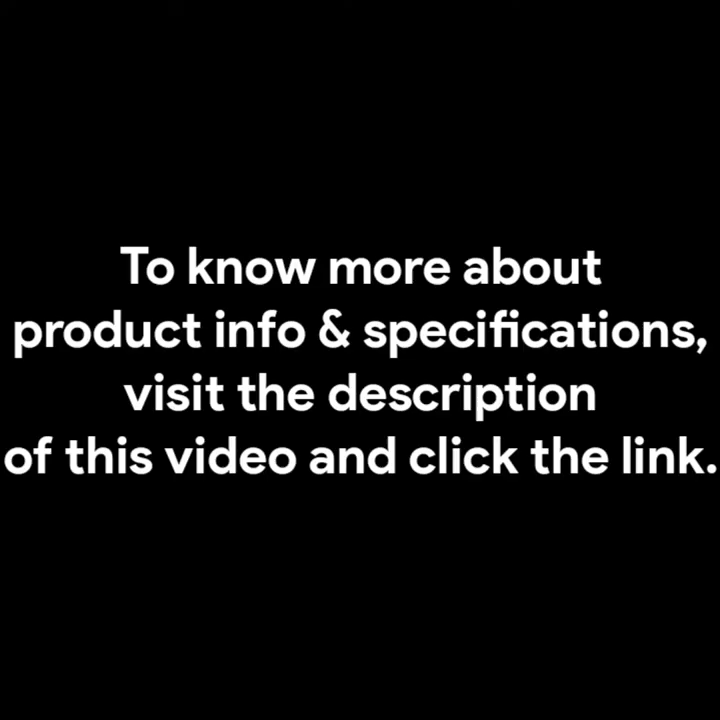 To know more about
product info & specifications,
visit the description
of this video and click the link.